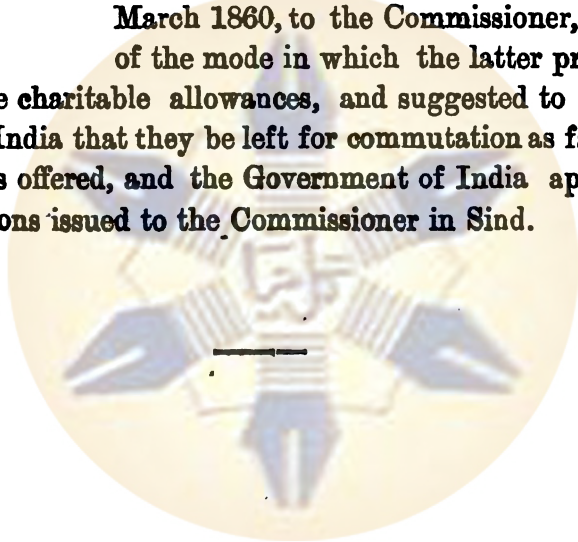 March 1860, to the Commissioner,
of the mode in which the latter
charitable allowances, and suggested to
India that they be left for commutation as
offered, and the Government of India
issued to the Commissioner in Sind.